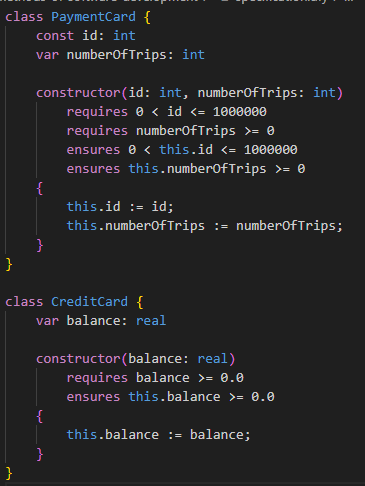 class PaymentCard {
const id: int
var numberOfTrips: int
constructor(id: int, numberOfTrips: int)
requires 0 < id <= 1000000
requires numberOfTrips >= 0
ensures 0 < this.id <= 1000000
ensures this.numberOfTrips >= 0
{
this.id := id;
this.numberOfTrips := numberOfTrips;
}
}
class CreditCard {
var balance: real
constructor(balance: real)
requires balance >= 0.0
ensures this.balance >= 0.0
{
this.balance := balance;
}
}